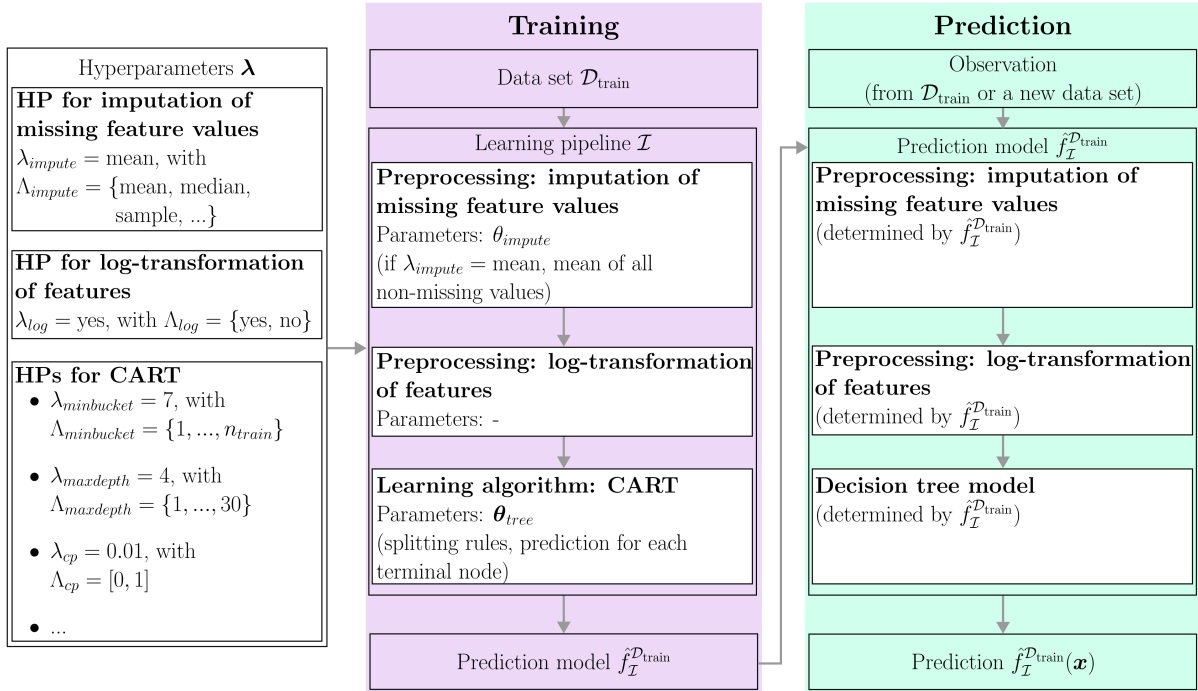 Hyperparameters λ
HP for imputation of
missing feature values
λ_impute = mean, with
Λ_impute = {mean, median,
sample, ...}
HP for log-transformation
of features
λ_log = yes, with Λ_log = {yes, no}
HPs for CART
• λ_minbucket = 7, with
Λ_minbucket = {1, ..., n_train}
• λ_maxdepth = 4, with
Λ_maxdepth = {1, ..., 30}
• λ_cp = 0.01, with
Λ_cp = [0, 1]
• ...
Training
Data set 𝒟_train
Learning pipeline ℐ
Preprocessing: imputation of
missing feature values
Parameters: θ_impute
(if λ_impute = mean, mean of all
non-missing values)
Preprocessing: log-transformation
of features
Parameters: -
Learning algorithm: CART
Parameters: θ_tree
(splitting rules, prediction for each
terminal node)
Prediction model f̂_ℐ^𝒟_train
Prediction
Observation
(from 𝒟_train or a new data set)
Prediction model f̂_ℐ^𝒟_train
Preprocessing: imputation of
missing feature values
(determined by f̂_ℐ^𝒟_train)
Preprocessing: log-transformation
of features
(determined by f̂_ℐ^𝒟_train)
Decision tree model
(determined by f̂_ℐ^𝒟_train)
Prediction f̂_ℐ^𝒟_train(x)